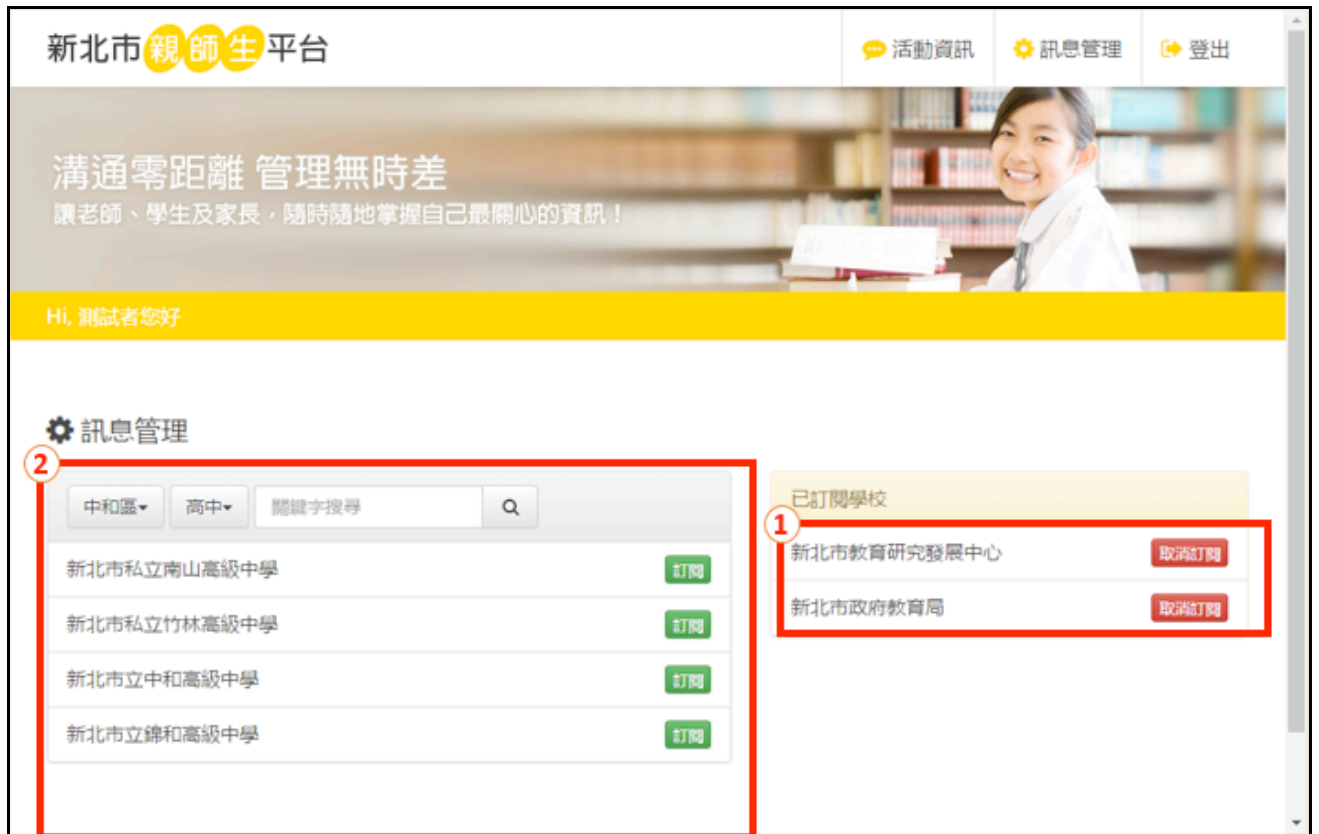 新北市親師生平台
活動資訊
訊息管理
登出
溝通零距離 管理無時差
讓老師、學生及家長，隨時隨地掌握自己最關心的資訊！
Hi, 測試者您好
訊息管理
2
中和區 高中 關鍵字搜尋
新北市私立南山高級中學 訂閱
新北市私立竹林高級中學 訂閱
新北市立中和高級中學 訂閱
新北市立錦和高級中學 訂閱
已訂閱學校
1
新北市教育研究發展中心 取消訂閱
新北市政府教育局 取消訂閱